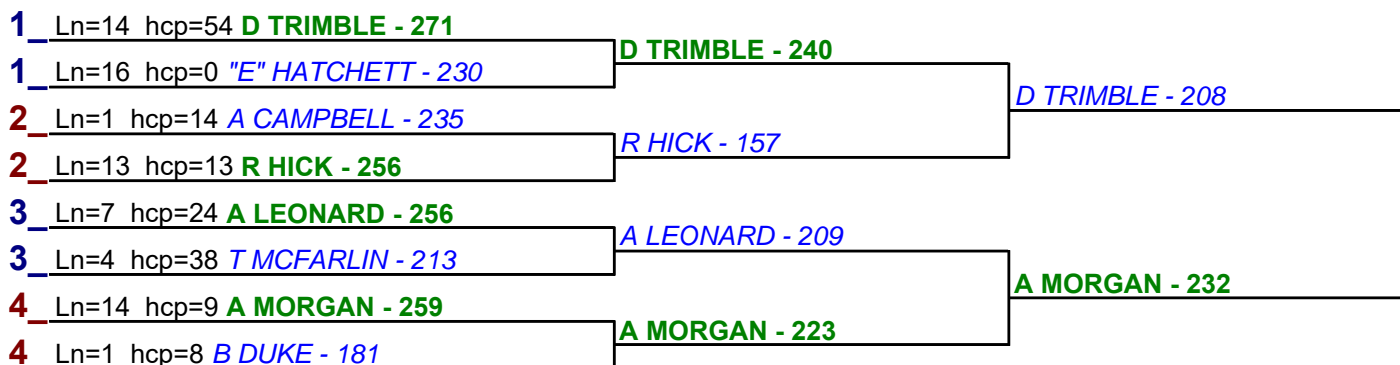 1_ Ln=14 hcp=54 D TRIMBLE - 271
D TRIMBLE - 240
1_ Ln=16 hcp=0 "E" HATCHETT - 230
D TRIMBLE - 208
2_ Ln=1 hcp=14 A CAMPBELL - 235
R HICK - 157
2_ Ln=13 hcp=13 R HICK - 256
3_ Ln=7 hcp=24 A LEONARD - 256
A LEONARD - 209
3_ Ln=4 hcp=38 T MCFARLIN - 213
A MORGAN - 232
4_ Ln=14 hcp=9 A MORGAN - 259
A MORGAN - 223
4 Ln=1 hcp=8 B DUKE - 181